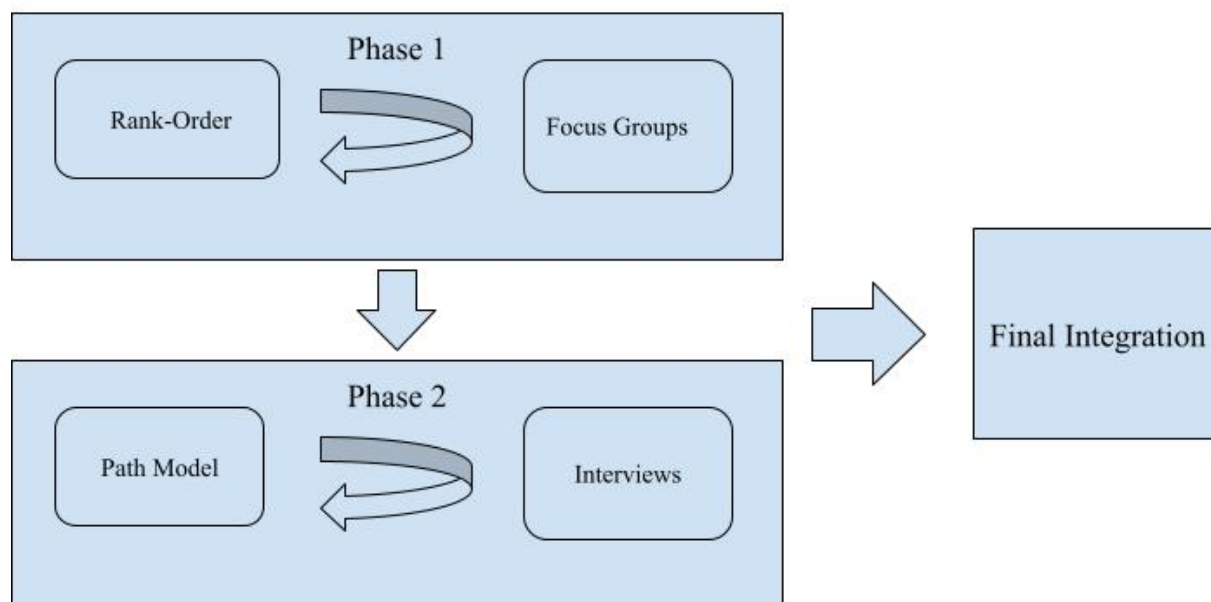 Phase 1
Rank-Order
Focus Groups
Phase 2
Path Model
Interviews
Final Integration